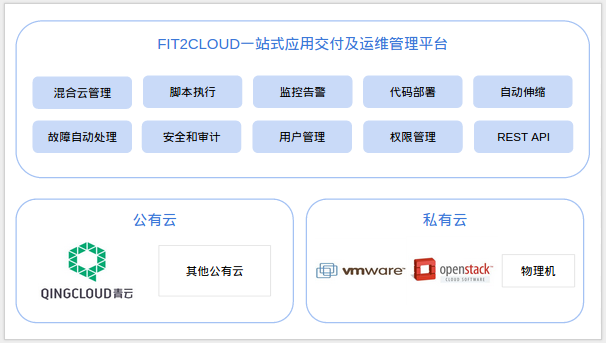 FIT2CLOUD一站式应用交付及运维管理平台
混合云管理 脚本执行 监控告警 代码部署 自动伸缩
故障自动处理 安全和审计 用户管理 权限管理 REST API
公有云 私有云
QINGCLOUD青云 其他公有云 vmware™ openstack™ 物理机
CLOUD SOFTWARE